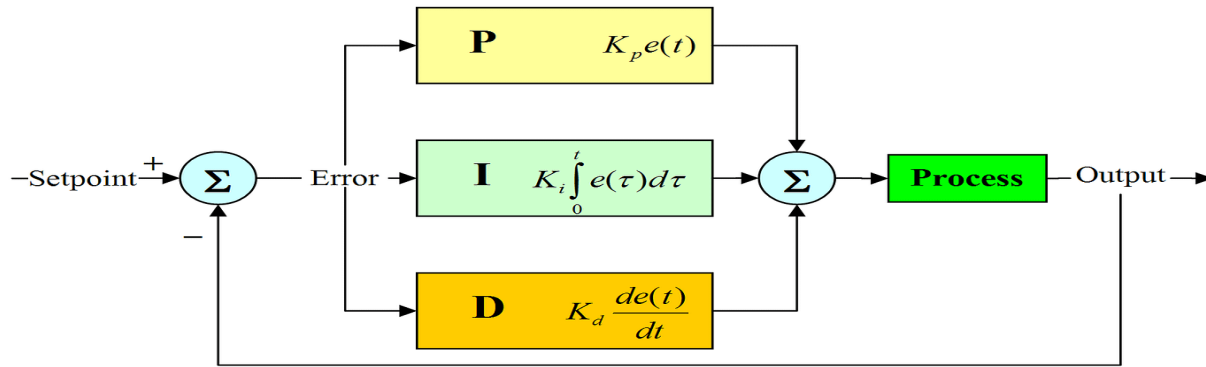 P K_p e(t)
–Setpoint + Σ Error I K_i ∫_0^t e(τ)dτ Σ Process Output
–
D K_d de(t)/dt